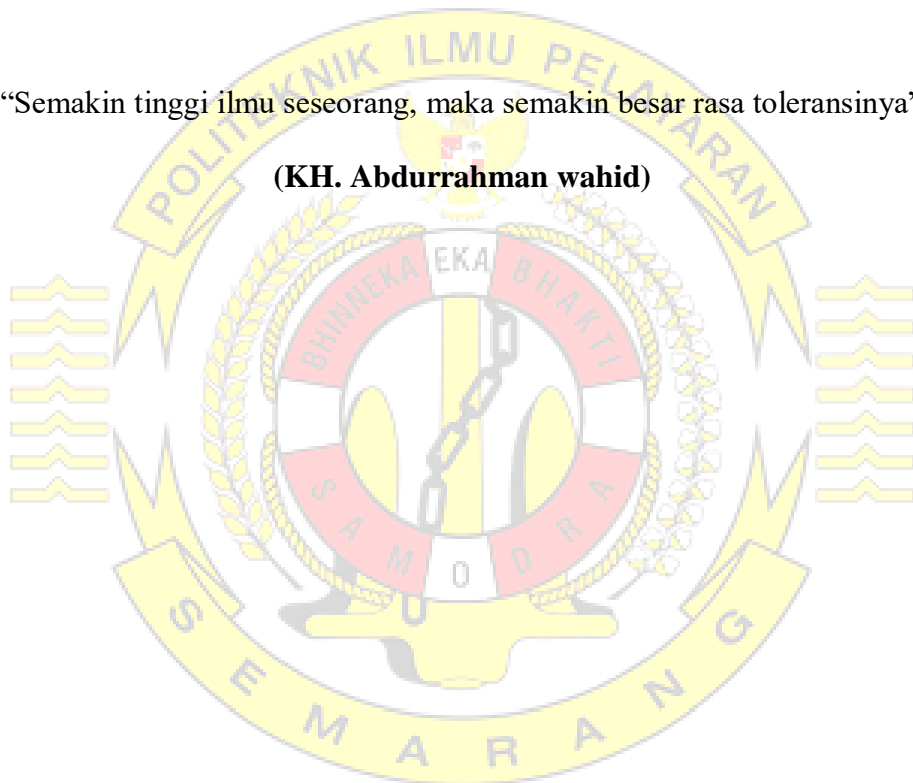 POLITEKNIK ILMU PELAYARAN
“Semakin tinggi ilmu seseorang, maka semakin besar rasa toleransinya”
(KH. Abdurrahman wahid)
BHINNEKA EKA BHAKTI
SAMODRA
SEMARANG